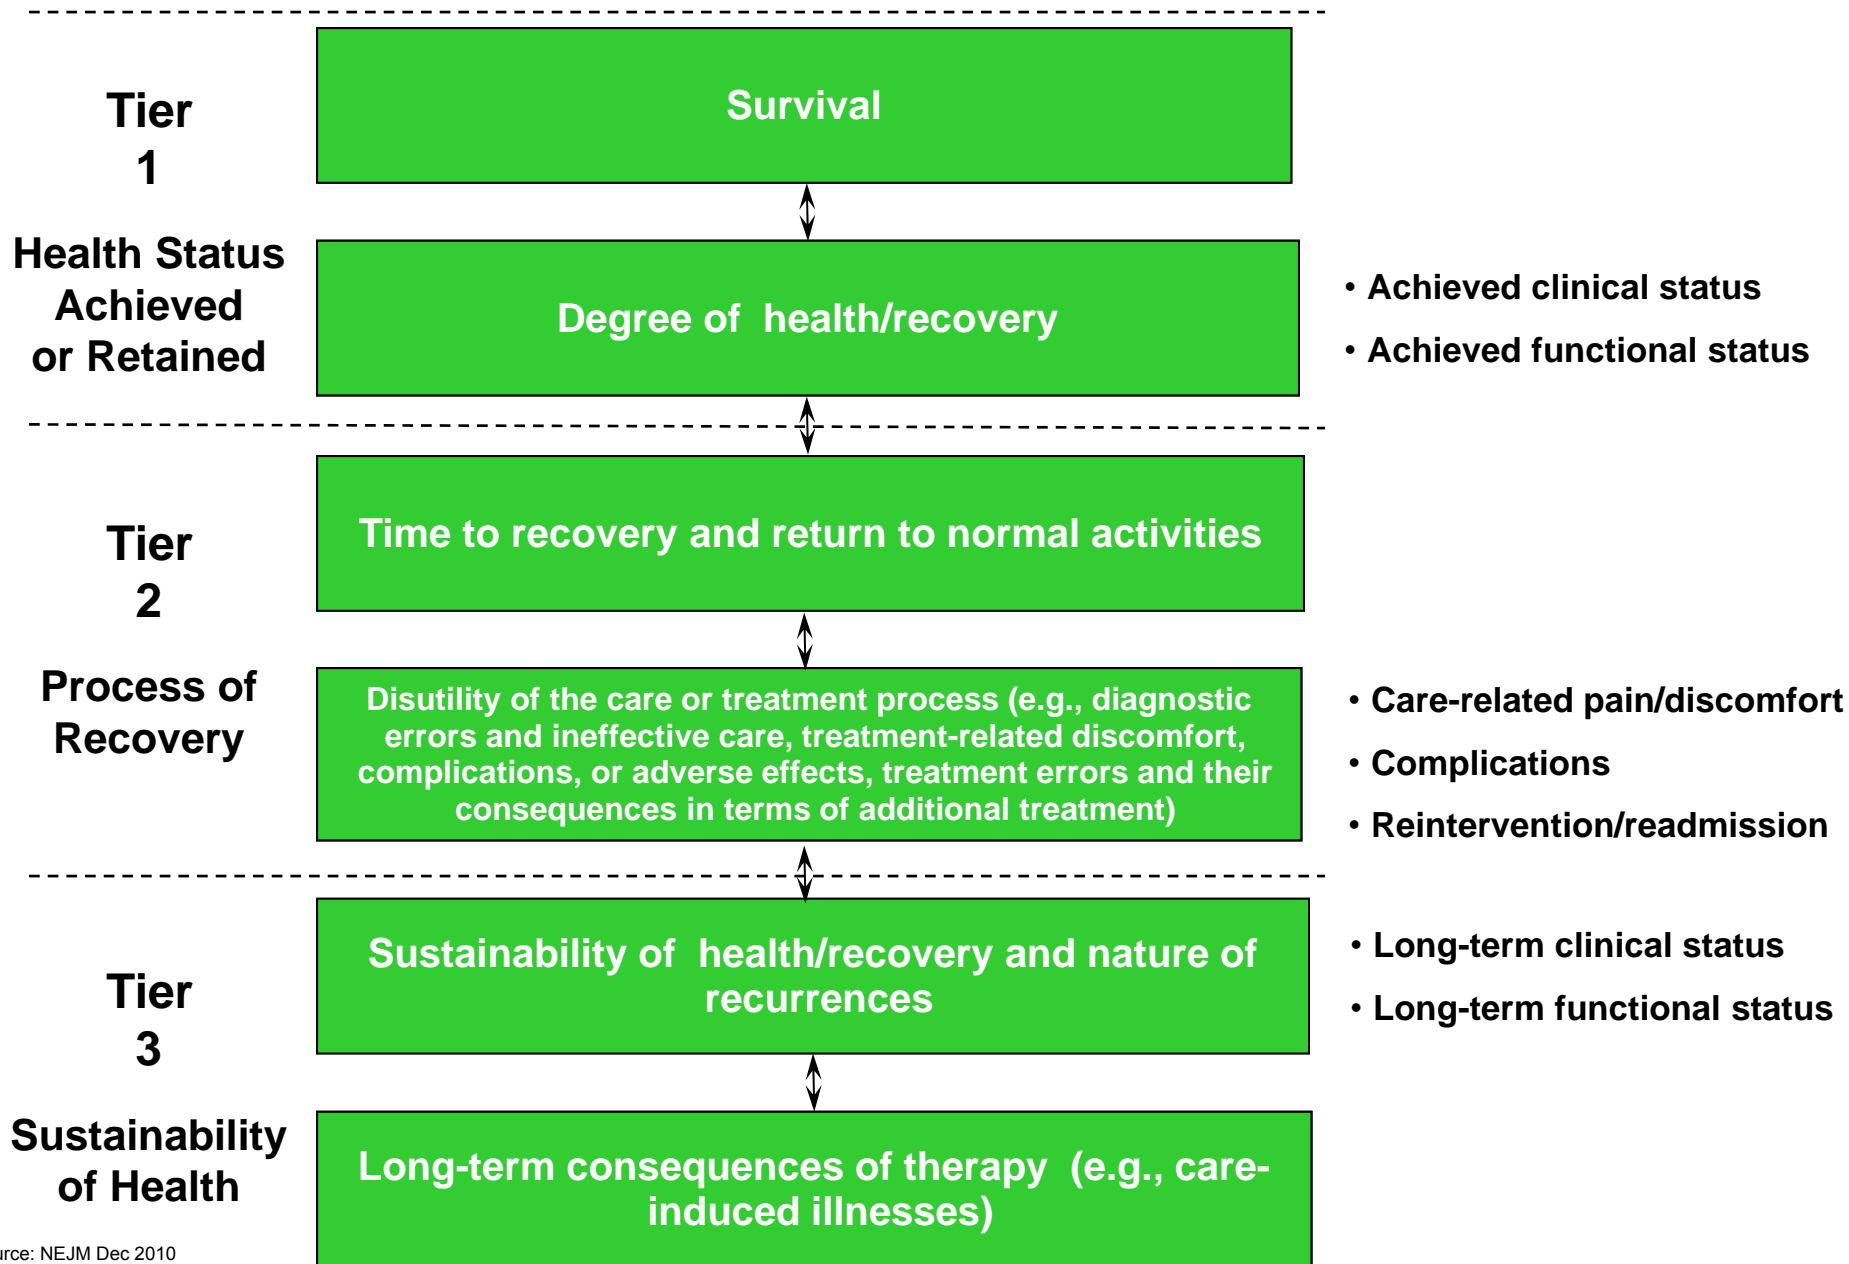 Tier
1
Health Status
Achieved
or Retained
Survival
Degree of health/recovery
• Achieved clinical status
• Achieved functional status
Tier
2
Process of
Recovery
Time to recovery and return to normal activities
Disutility of the care or treatment process (e.g., diagnostic
errors and ineffective care, treatment-related discomfort,
complications, or adverse effects, treatment errors and their
consequences in terms of additional treatment)
• Care-related pain/discomfort
• Complications
• Reintervention/readmission
Tier
3
Sustainability
of Health
Sustainability of health/recovery and nature of
recurrences
• Long-term clinical status
• Long-term functional status
Long-term consequences of therapy (e.g., care-
induced illnesses)
urce: NEJM Dec 2010